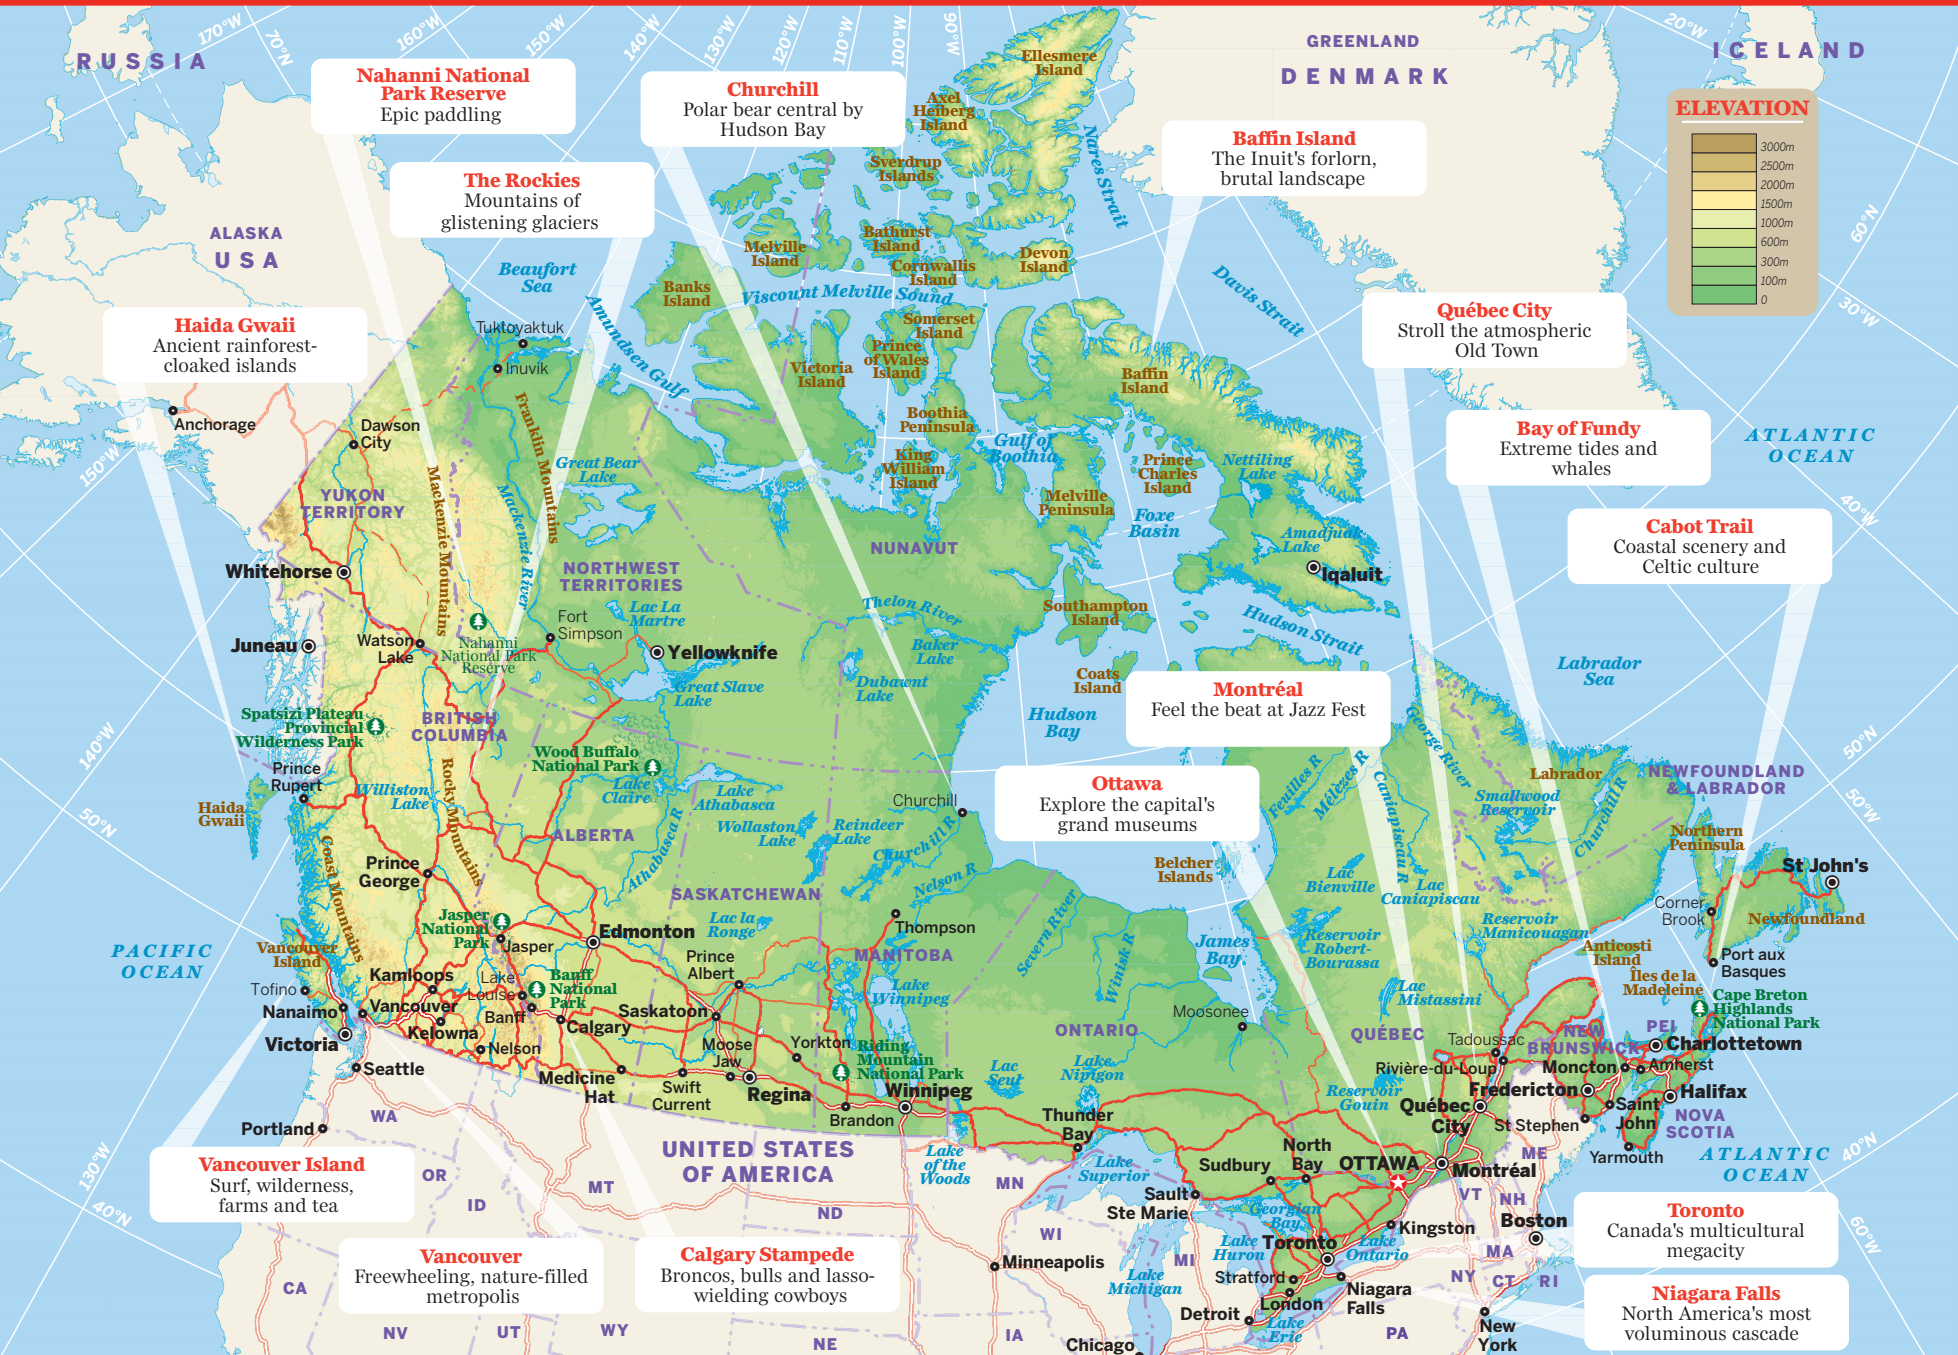 170°W
70°N
160°W
150°W
140°W
130°W
120°W
110°W
100°W
90°W
20°W
RUSSIA
GREENLAND
DENMARK
ICELAND
Nahanni National
Park Reserve
Epic paddling
Churchill
Polar bear central by
Hudson Bay
Baffin Island
The Inuit's forlorn,
brutal landscape
The Rockies
Mountains of
glistening glaciers
ELEVATION
3000m
2500m
2000m
1500m
1000m
600m
300m
100m
0
Ellesmere
Island
Axel
Heiberg
Island
Sverdrup
Islands
Nares Strait
ALASKA
USA
Beaufort
Sea
Melville
Island
Bathurst
Island
Cornwallis
Island
Devon
Island
Banks
Island
Viscount Melville Sound
Amundsen Gulf
Davis Strait
60°N
30°W
Haida Gwaii
Ancient rainforest-
cloaked islands
Québec City
Stroll the atmospheric
Old Town
Tuktoyaktuk
Inuvik
Somerset
Island
Prince
of Wales
Island
Victoria
Island
Baffin
Island
Anchorage
Dawson
City
Franklin Mountains
Boothia
Peninsula
Gulf of
Boothia
Bay of Fundy
Extreme tides and
whales
ATLANTIC
OCEAN
150°W
Great Bear
Lake
King
William
Island
Prince
Charles
Island
Nettiling
Lake
YUKON
TERRITORY
Mackenzie Mountains
Mackenzie River
Melville
Peninsula
Foxe
Basin
Amadjuak
Lake
40°W
Cabot Trail
Coastal scenery and
Celtic culture
NUNAVUT
Whitehorse
NORTHWEST
TERRITORIES
Iqaluit
Thelon River
Southampton
Island
Hudson Strait
Lac La
Martre
Fort
Simpson
Juneau
Watson
Lake
Nahanni
National Park
Reserve
Yellowknife
Baker
Lake
Dubawnt
Lake
Great Slave
Lake
Coats
Island
Labrador
Sea
Montréal
Feel the beat at Jazz Fest
Hudson
Bay
Spatsizi Plateau
Provincial
Wilderness Park
BRITISH
COLUMBIA
Wood Buffalo
National Park
140°W
50°N
George River
Prince
Rupert
Haida
Gwaii
Williston
Lake
Rocky Mountains
Lake
Claire
Lake
Athabasca
Churchill
Ottawa
Explore the capital's
grand museums
Feuilles R
Mélèzes R
Caniapiscau R
Labrador
Smallwood
Reservoir
Churchill R
NEWFOUNDLAND
& LABRADOR
50°W
50°N
Coast Mountains
ALBERTA
Athabasca R
Wollaston
Lake
Reindeer
Lake
Churchill R
Nelson R
Northern
Peninsula
Prince
George
SASKATCHEWAN
Belcher
Islands
Lac
Bienville
Lac
Caniapiscau
St John's
Lac la
Ronge
Severn River
Winisk R
Jasper
National
Park
Jasper
Edmonton
Thompson
MANITOBA
James
Bay
Reservoir
Robert-
Bourassa
Reservoir
Manicouagan
Corner
Brook
Newfoundland
PACIFIC
OCEAN
Vancouver
Island
Anticosti
Island
Port aux
Basques
Îles de la
Madeleine
Kamloops
Lake
Louise
Banff
National
Park
Prince
Albert
Lake
Winnipeg
Lac
Mistassini
Cape Breton
Highlands
National Park
Tofino
Nanaimo
Vancouver
Banff
Calgary
Saskatoon
Moosonee
ONTARIO
QUÉBEC
Tadoussac
NEW
BRUNSWICK
PEI
Charlottetown
Victoria
Kelowna
Nelson
Moose
Jaw
Yorkton
Riding
Mountain
National Park
Lac
Seul
Lake
Nipigon
Rivière-du-Loup
Moncton
Amherst
Seattle
Medicine
Hat
Swift
Current
Regina
Winnipeg
Brandon
Reservoir
Gouin
Fredericton
Halifax
Québec
City
Saint
John
NOVA
SCOTIA
WA
Portland
Thunder
Bay
St Stephen
Yarmouth
130°W
40°N
UNITED STATES
OF AMERICA
Lake
of the
Woods
Lake
Superior
Sudbury
North
Bay
OTTAWA
Montréal
ME
ATLANTIC
OCEAN
40°N
Vancouver Island
Surf, wilderness,
farms and tea
OR
ID
MT
ND
MN
Sault
Ste Marie
Georgian
Bay
VT
NH
Kingston
Boston
Toronto
Canada's multicultural
megacity
60°W
Vancouver
Freewheeling, nature-filled
metropolis
Calgary Stampede
Broncos, bulls and lasso-
wielding cowboys
WI
Minneapolis
Lake
Michigan
MI
Lake
Huron
Toronto
Lake
Ontario
MA
Stratford
London
Niagara
Falls
NY
CT
RI
Niagara Falls
North America's most
voluminous cascade
CA
NV
UT
WY
NE
IA
Chicago
Detroit
Lake
Erie
PA
New
York